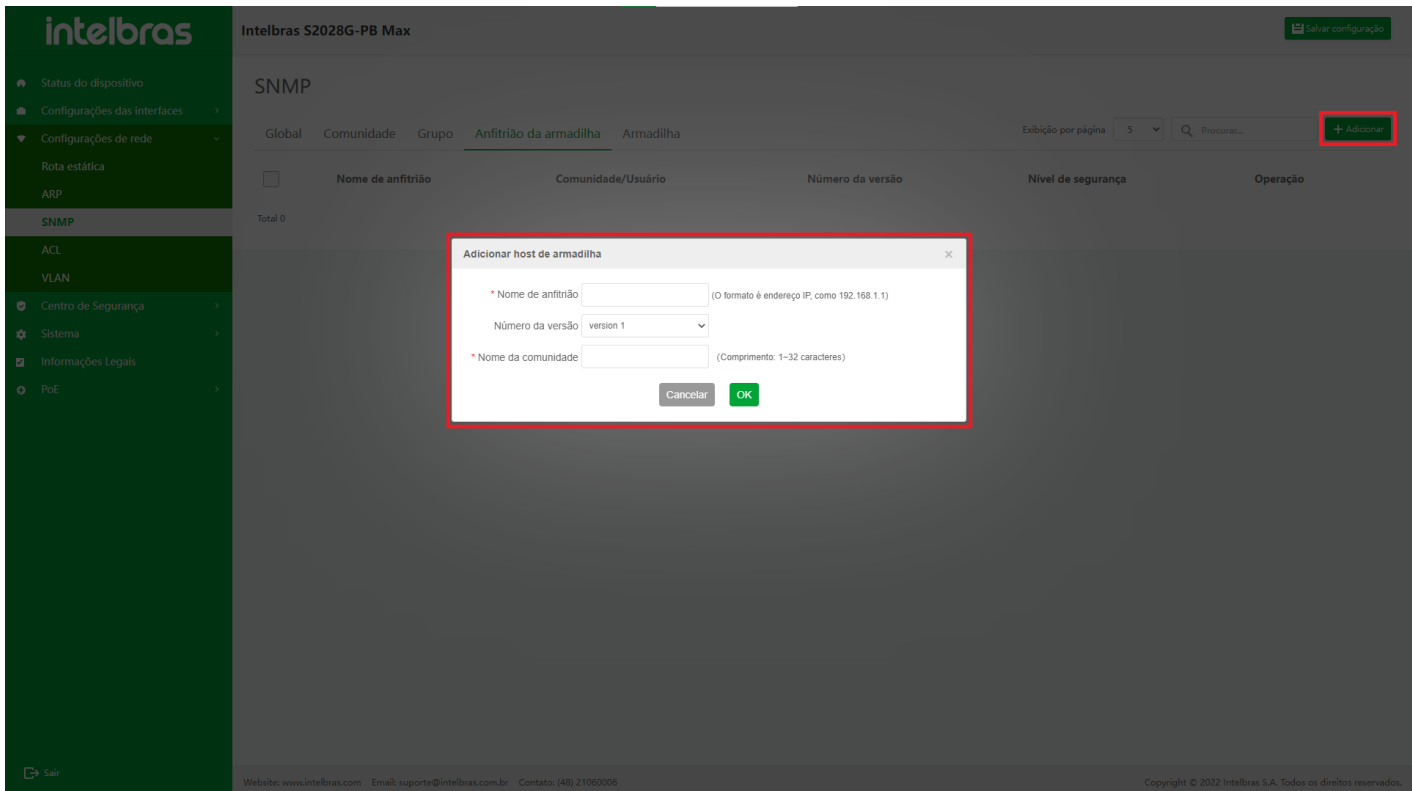 intelbras
Intelbras S2028G-PB Max
Salvar configuração
Status do dispositivo
Configurações das interfaces
Configurações de rede
Rota estática
ARP
SNMP
ACL
VLAN
Centro de Segurança
Sistema
Informações Legais
PoE
Sair
SNMP
Global Comunidade Grupo Anfitrião da armadilha Armadilha
Exibição por página 5 Procurar... + Adicionar
Nome de anfitrião Comunidade/Usuário Número da versão Nível de segurança Operação
Total 0
Adicionar host de armadilha ×
* Nome de anfitrião (O formato é endereço IP, como 192.168.1.1)
Número da versão version 1
* Nome da comunidade (Comprimento: 1~32 caracteres)
Cancelar OK
Website: www.intelbras.com Email: suporte@intelbras.com.br Contato: (48) 21060006
Copyright © 2022 Intelbras S.A. Todos os direitos reservados.